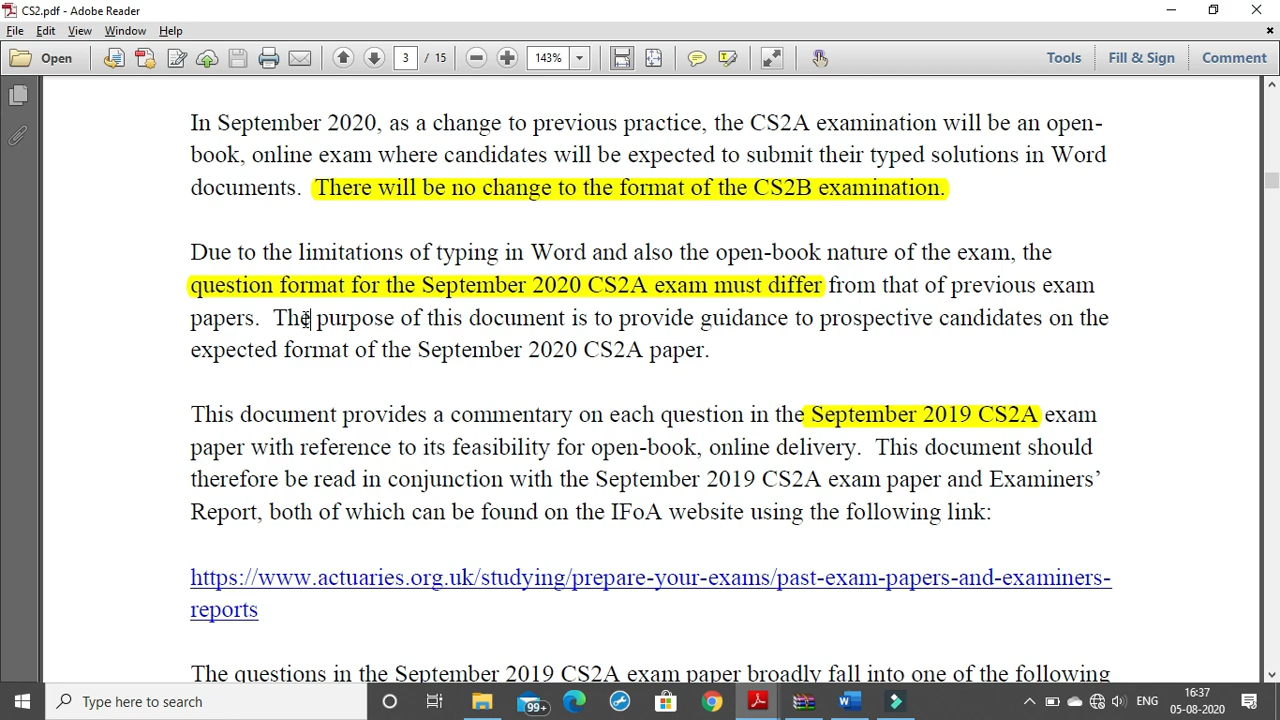 CS2.pdf - Adobe Reader
File Edit View Window Help
Open 3 / 15 143% Tools Fill & Sign Comment
In September 2020, as a change to previous practice, the CS2A examination will be an open-
book, online exam where candidates will be expected to submit their typed solutions in Word
documents. There will be no change to the format of the CS2B examination.
Due to the limitations of typing in Word and also the open-book nature of the exam, the
question format for the September 2020 CS2A exam must differ from that of previous exam
papers. The purpose of this document is to provide guidance to prospective candidates on the
expected format of the September 2020 CS2A paper.
This document provides a commentary on each question in the September 2019 CS2A exam
paper with reference to its feasibility for open-book, online delivery. This document should
therefore be read in conjunction with the September 2019 CS2A exam paper and Examiners’
Report, both of which can be found on the IFoA website using the following link:
https://www.actuaries.org.uk/studying/prepare-your-exams/past-exam-papers-and-examiners-
reports
The questions in the September 2019 CS2A exam paper broadly fall into one of the following
Type here to search
99+
ENG
16:37
05-08-2020